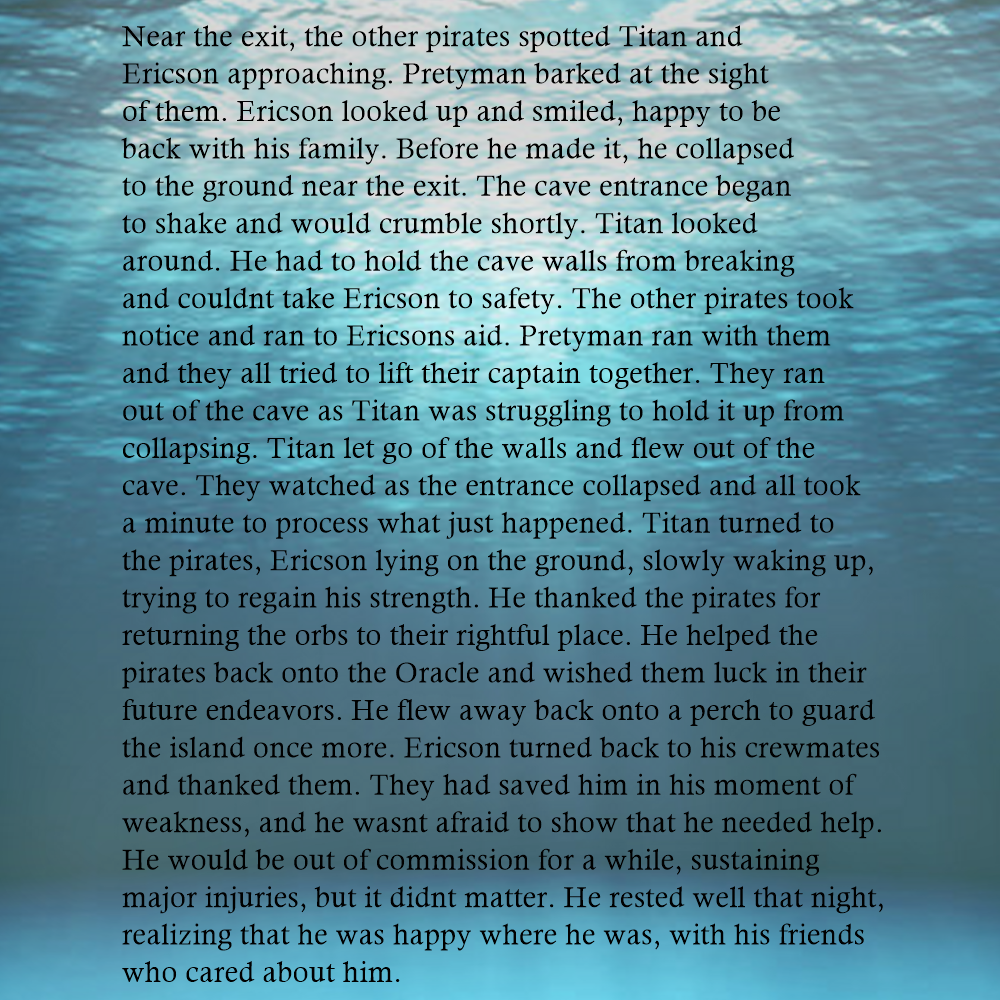 Near the exit, the other pirates spotted Titan and
Ericson approaching. Pretyman barked at the sight
of them. Ericson looked up and smiled, happy to be
back with his family. Before he made it, he collapsed
to the ground near the exit. The cave entrance began
to shake and would crumble shortly. Titan looked
around. He had to hold the cave walls from breaking
and couldnt take Ericson to safety. The other pirates took
notice and ran to Ericsons aid. Pretyman ran with them
and they all tried to lift their captain together. They ran
out of the cave as Titan was struggling to hold it up from
collapsing. Titan let go of the walls and flew out of the
cave. They watched as the entrance collapsed and all took
a minute to process what just happened. Titan turned to
the pirates, Ericson lying on the ground, slowly waking up,
trying to regain his strength. He thanked the pirates for
returning the orbs to their rightful place. He helped the
pirates back onto the Oracle and wished them luck in their
future endeavors. He flew away back onto a perch to guard
the island once more. Ericson turned back to his crewmates
and thanked them. They had saved him in his moment of
weakness, and he wasnt afraid to show that he needed help.
He would be out of commission for a while, sustaining
major injuries, but it didnt matter. He rested well that night,
realizing that he was happy where he was, with his friends
who cared about him.